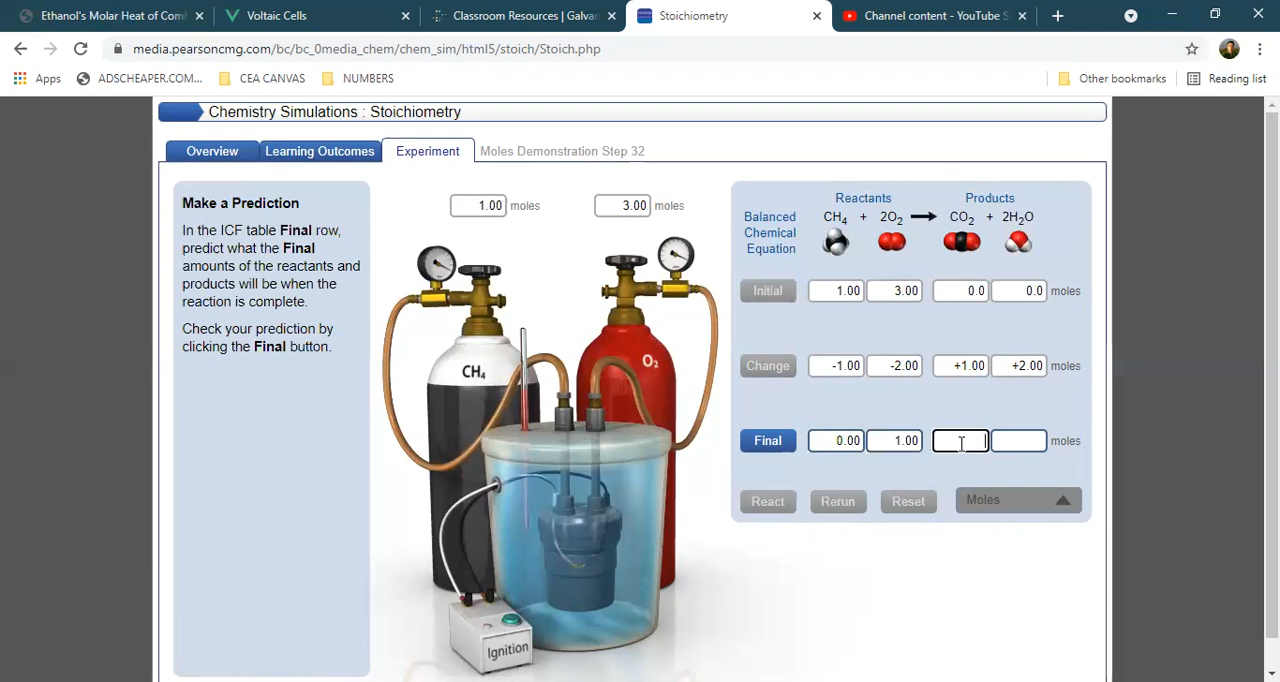 Ethanol's Molar Heat of Com
Voltaic Cells
Classroom Resources | Galvan
Stoichiometry
Channel content - YouTube S
media.pearsoncmg.com/bc/bc_0media_chem/chem_sim/html5/stoich/Stoich.php
Apps
ADSCHEAPER.COM...
CEA CANVAS
NUMBERS
Other bookmarks
Reading list
Chemistry Simulations : Stoichiometry
Overview
Learning Outcomes
Experiment
Moles Demonstration Step 32
Make a Prediction
In the ICF table Final row,
predict what the Final
amounts of the reactants and
products will be when the
reaction is complete.
Check your prediction by
clicking the Final button.
1.00 moles
3.00 moles
CH₄
O₂
Ignition
Reactants
Products
Balanced
Chemical
Equation
CH₄ + 2O₂ → CO₂ + 2H₂O
Initial 1.00 3.00 0.0 0.0 moles
Change -1.00 -2.00 +1.00 +2.00 moles
Final 0.00 1.00 moles
React
Rerun
Reset
Moles